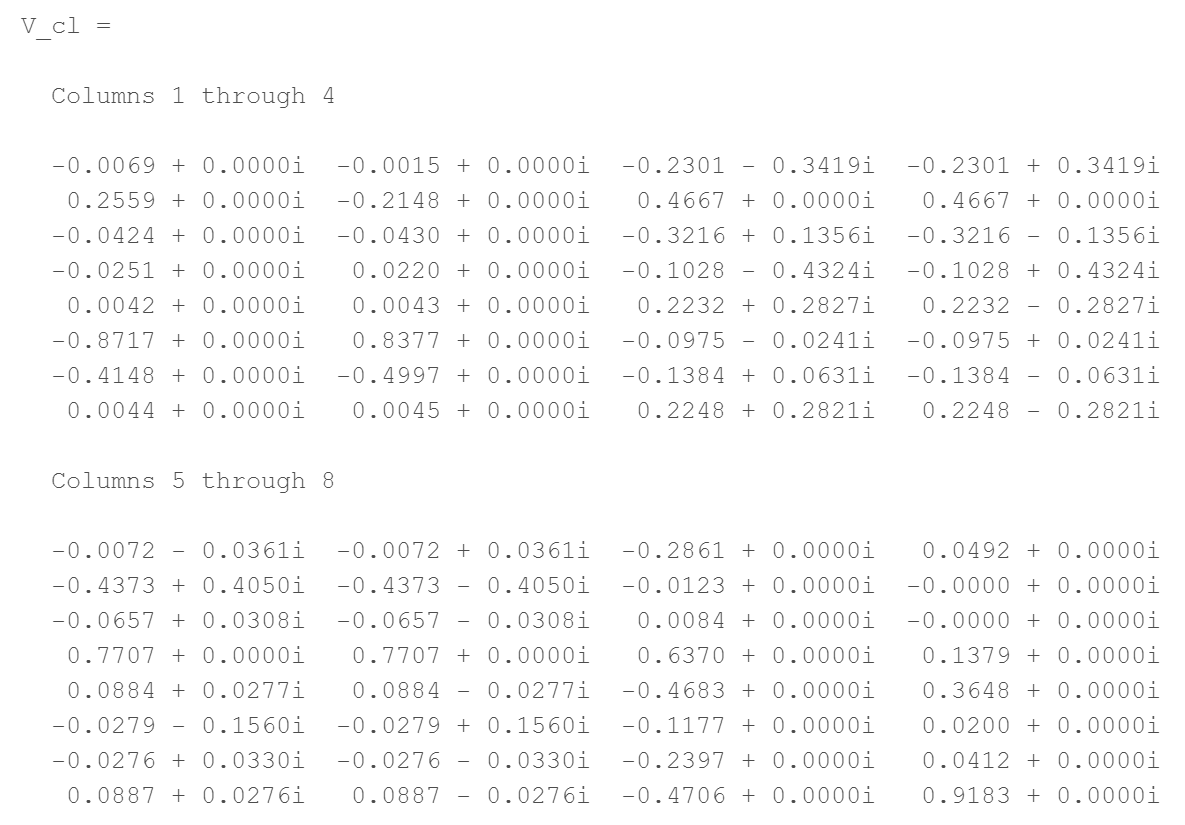 V_cl =
Columns 1 through 4
-0.0069 + 0.0000i  -0.0015 + 0.0000i  -0.2301 - 0.3419i  -0.2301 + 0.3419i
0.2559 + 0.0000i  -0.2148 + 0.0000i   0.4667 + 0.0000i   0.4667 + 0.0000i
-0.0424 + 0.0000i  -0.0430 + 0.0000i  -0.3216 + 0.1356i  -0.3216 - 0.1356i
-0.0251 + 0.0000i   0.0220 + 0.0000i  -0.1028 - 0.4324i  -0.1028 + 0.4324i
0.0042 + 0.0000i   0.0043 + 0.0000i   0.2232 + 0.2827i   0.2232 - 0.2827i
-0.8717 + 0.0000i   0.8377 + 0.0000i  -0.0975 - 0.0241i  -0.0975 + 0.0241i
-0.4148 + 0.0000i  -0.4997 + 0.0000i  -0.1384 + 0.0631i  -0.1384 - 0.0631i
0.0044 + 0.0000i   0.0045 + 0.0000i   0.2248 + 0.2821i   0.2248 - 0.2821i
Columns 5 through 8
-0.0072 - 0.0361i  -0.0072 + 0.0361i  -0.2861 + 0.0000i   0.0492 + 0.0000i
-0.4373 + 0.4050i  -0.4373 - 0.4050i  -0.0123 + 0.0000i  -0.0000 + 0.0000i
-0.0657 + 0.0308i  -0.0657 - 0.0308i   0.0084 + 0.0000i  -0.0000 + 0.0000i
0.7707 + 0.0000i   0.7707 + 0.0000i   0.6370 + 0.0000i   0.1379 + 0.0000i
0.0884 + 0.0277i   0.0884 - 0.0277i  -0.4683 + 0.0000i   0.3648 + 0.0000i
-0.0279 - 0.1560i  -0.0279 + 0.1560i  -0.1177 + 0.0000i   0.0200 + 0.0000i
-0.0276 + 0.0330i  -0.0276 - 0.0330i  -0.2397 + 0.0000i   0.0412 + 0.0000i
0.0887 + 0.0276i   0.0887 - 0.0276i  -0.4706 + 0.0000i   0.9183 + 0.0000i